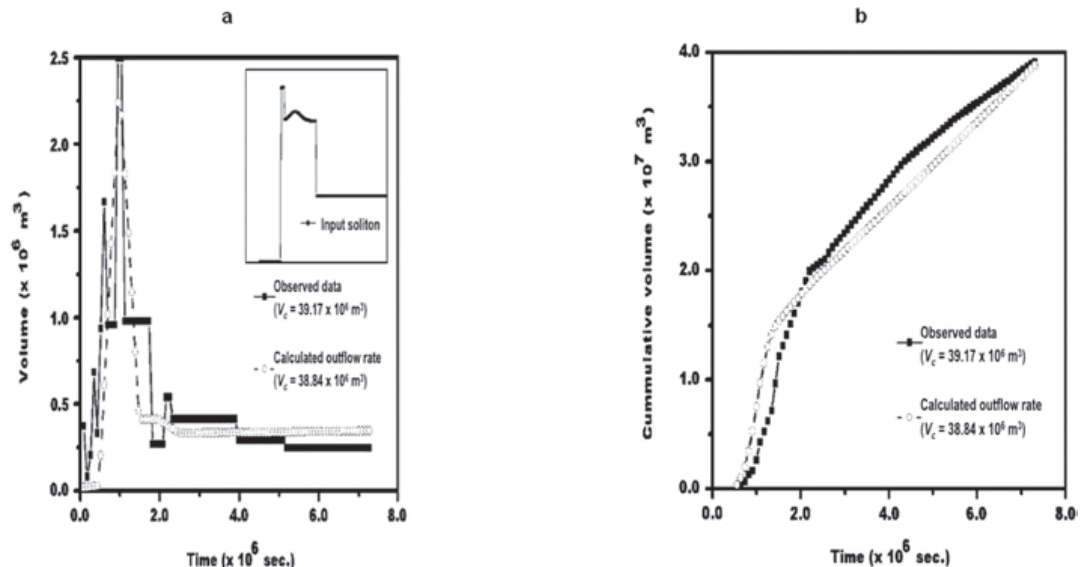 a
Volume (x 10⁶ m³)
2.5
2.0
1.5
1.0
0.5
0.0
0.0 2.0 4.0 6.0 8.0
Time (x 10⁶ sec.)
Input soliton
Observed data
(Vc = 39.17 x 10⁶ m³)
Calculated outflow rate
(Vc = 38.84 x 10⁶ m³)
b
Cummulative volume (x 10⁷ m³)
4.0
3.0
2.0
1.0
0.0
0.0 2.0 4.0 6.0 8.0
Time (x 10⁶ sec.)
Observed data
(Vc = 39.17 x 10⁶ m³)
Calculated outflow rate
(Vc = 38.84 x 10⁶ m³)